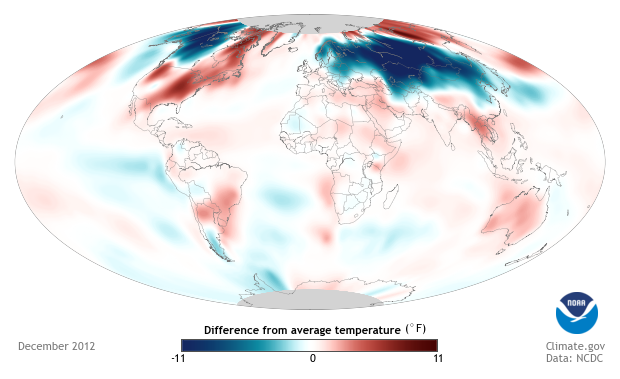 NOAA
Difference from average temperature (°F)
December 2012
-11
0
11
Climate.gov
Data: NCDC